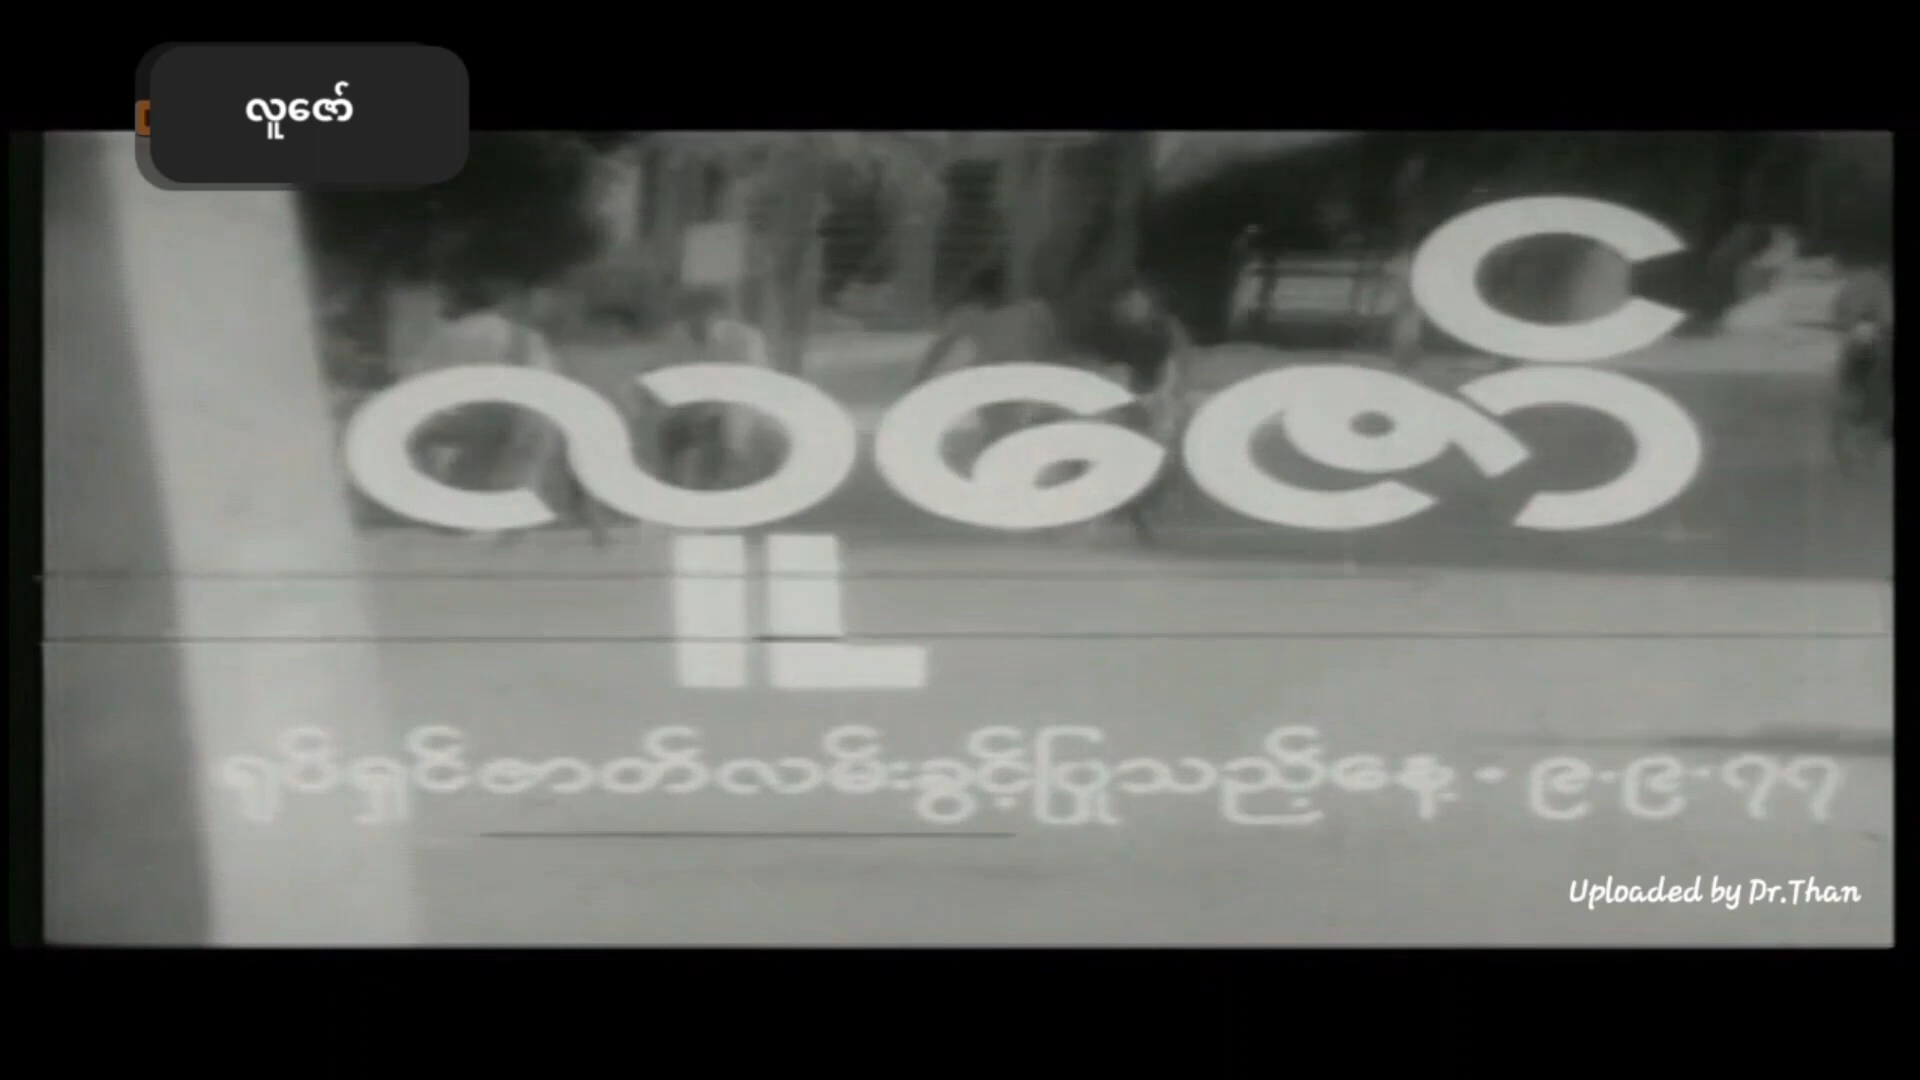 လူဇော်
လူဇော်
ရုပ်ရှင်ဇာတ်လမ်းခွင့်ပြုသည့်နေ့ - ၉-၉-၇၇
Uploaded by Dr.Than